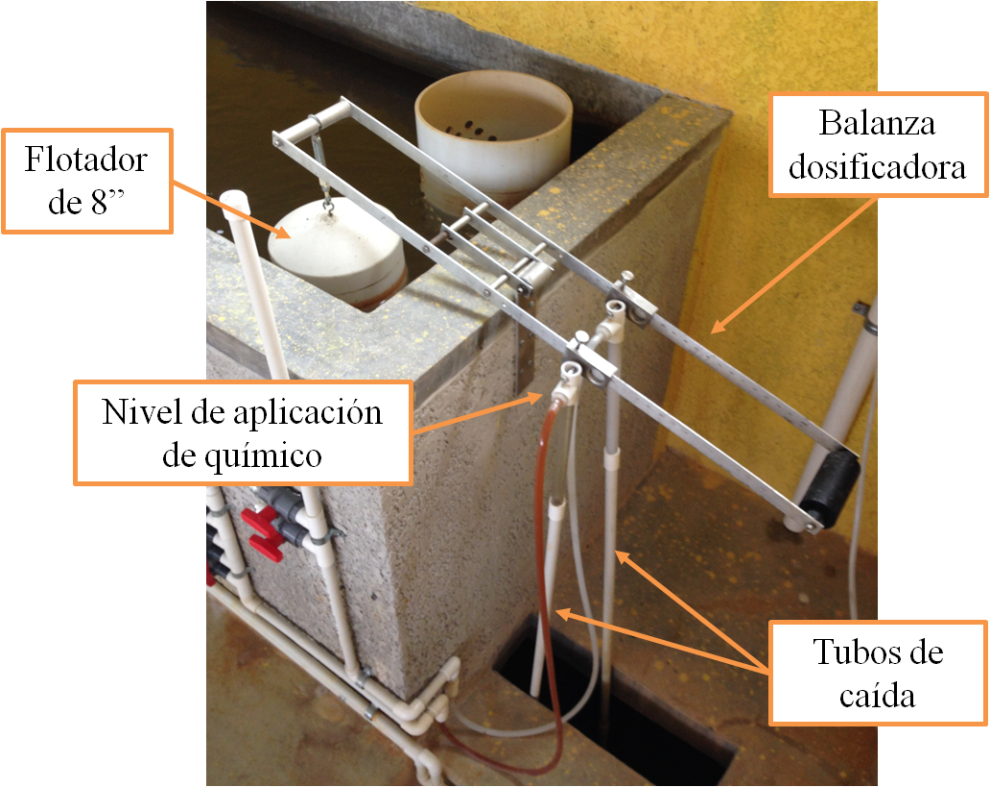 Flotador
de 8”
Balanza
dosificadora
Nivel de aplicación
de químico
Tubos de
caída